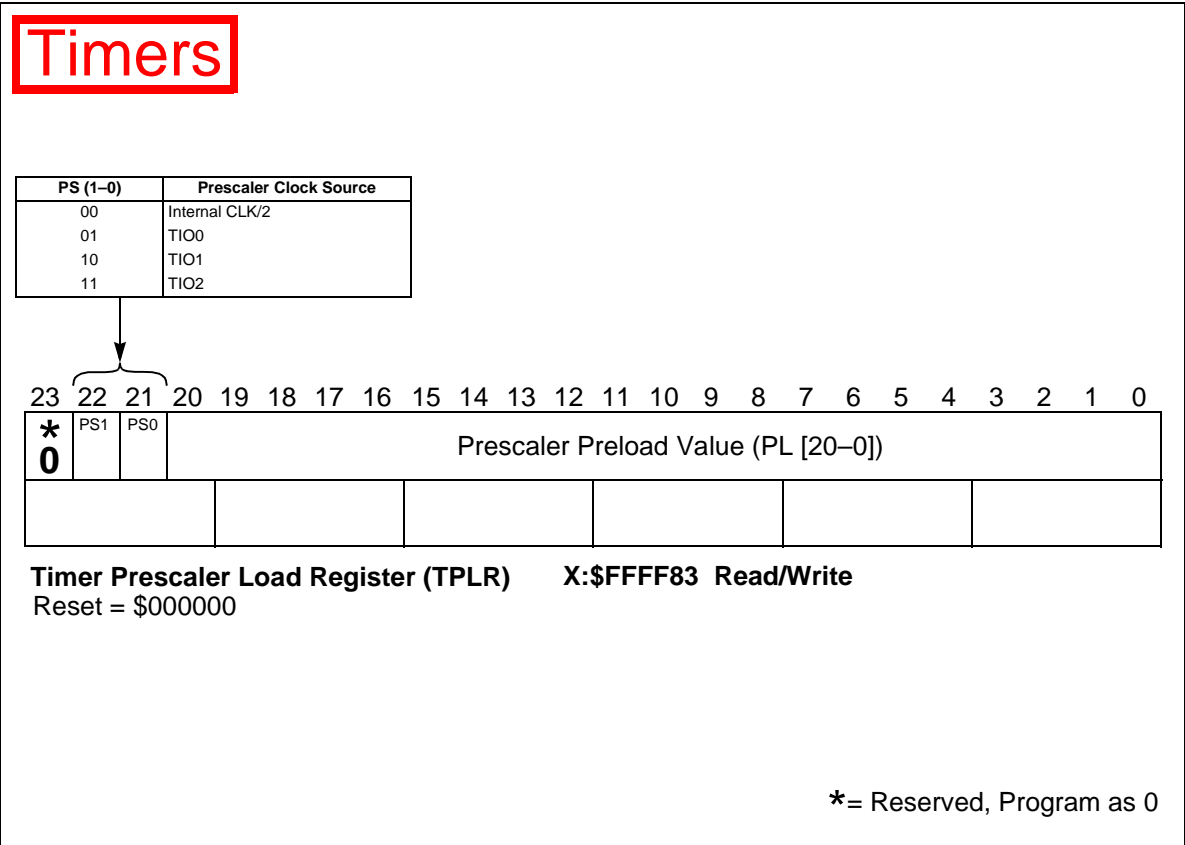 Timers
PS (1–0) Prescaler Clock Source
00 Internal CLK/2
01 TIO0
10 TIO1
11 TIO2
23 22 21 20 19 18 17 16 15 14 13 12 11 10 9 8 7 6 5 4 3 2 1 0
* PS1 PS0 Prescaler Preload Value (PL [20–0])
0
Timer Prescaler Load Register (TPLR) X:$FFFF83 Read/Write
Reset = $000000
*= Reserved, Program as 0